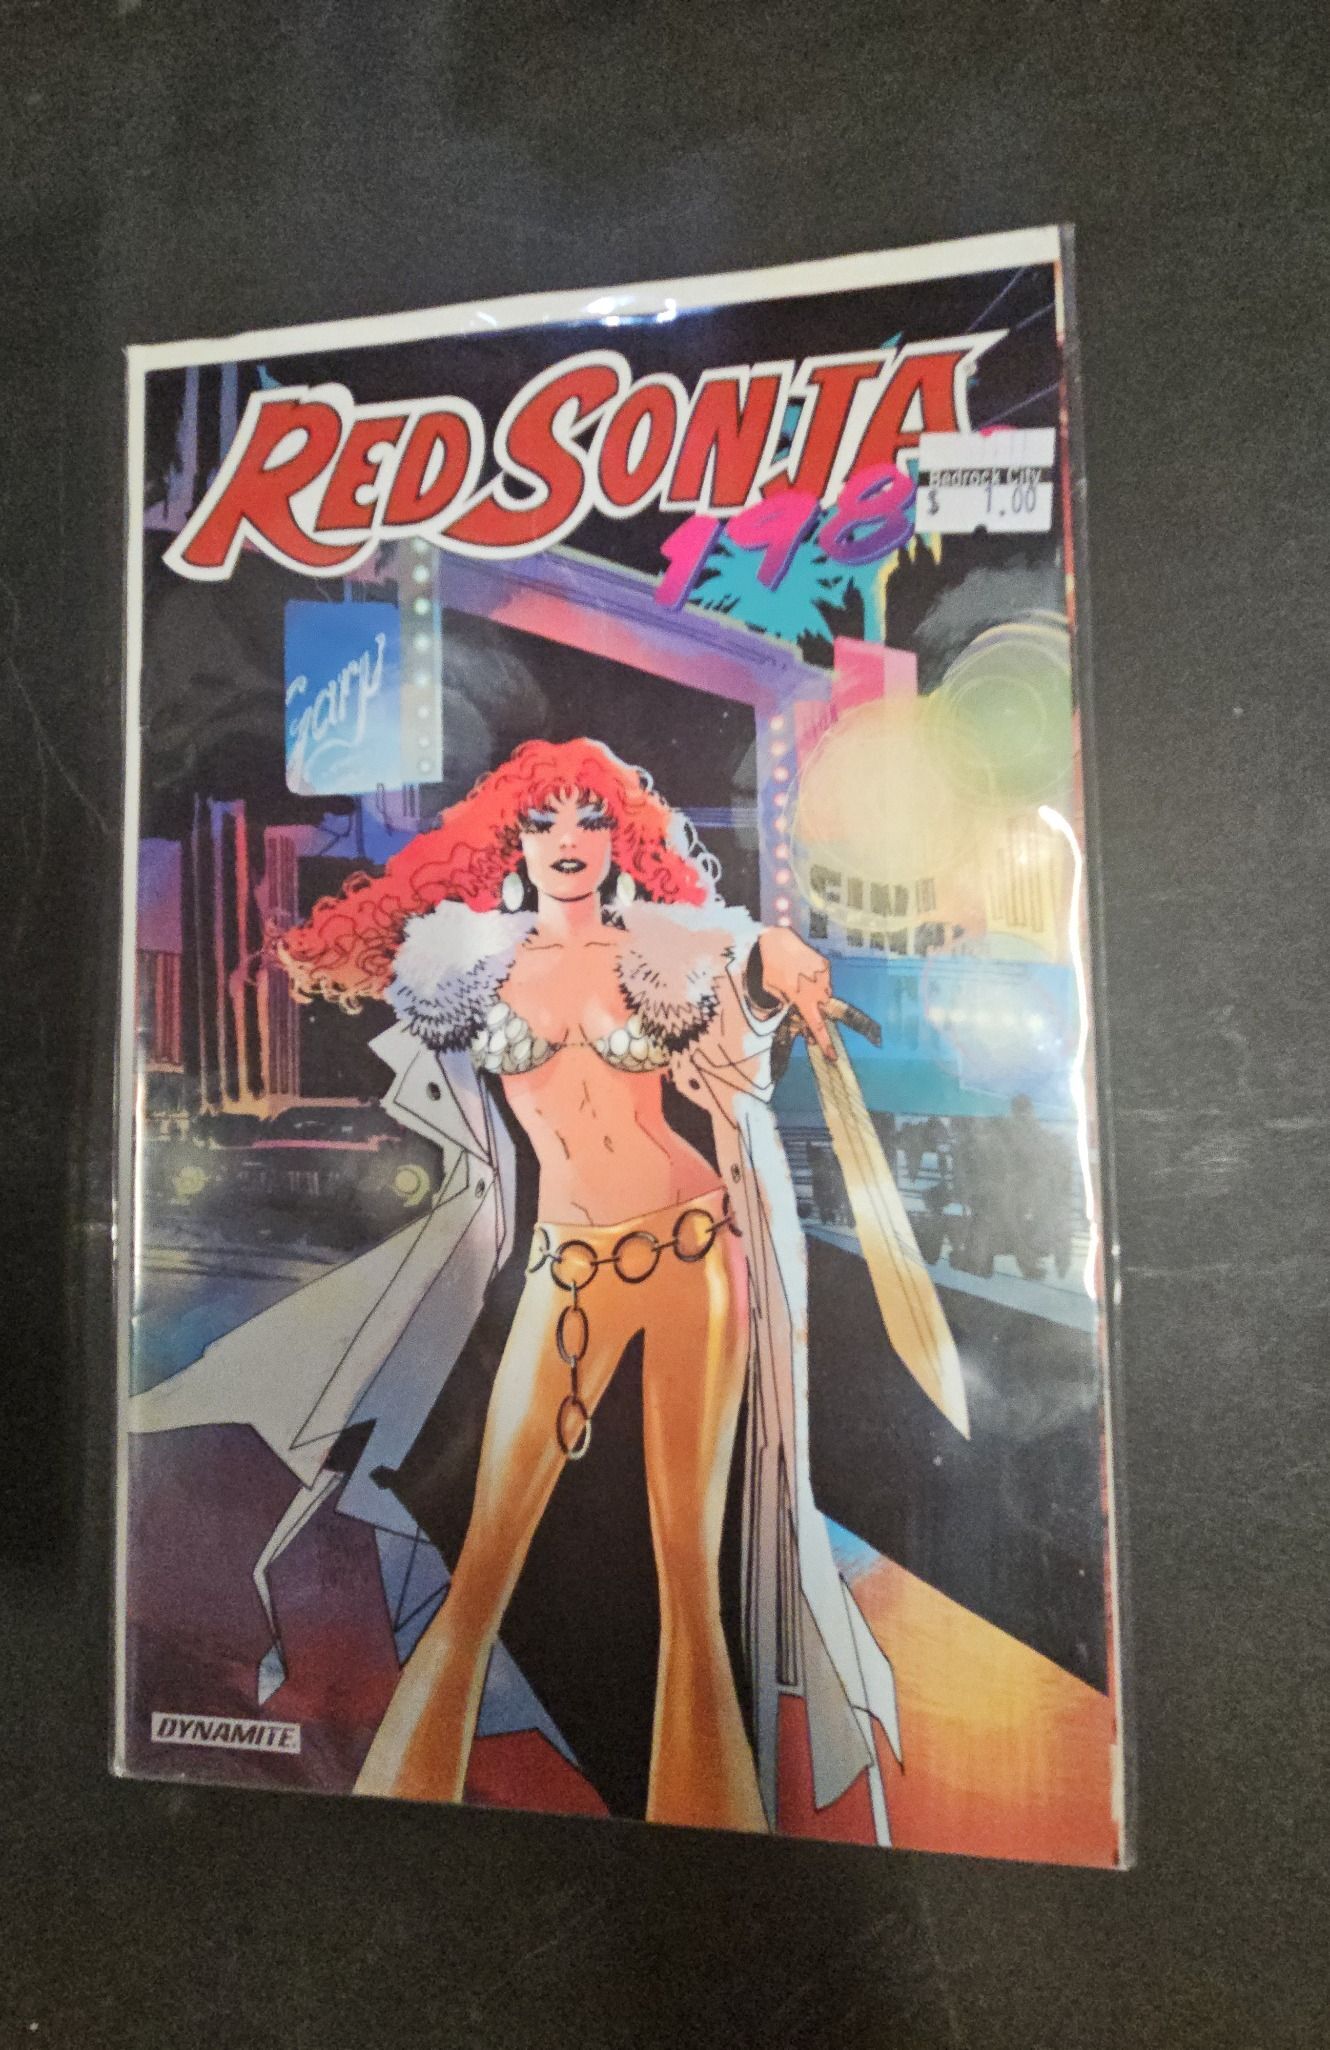 RED SONJA
198
Bedrock City
$ 1.00
Gary
DYNAMITE